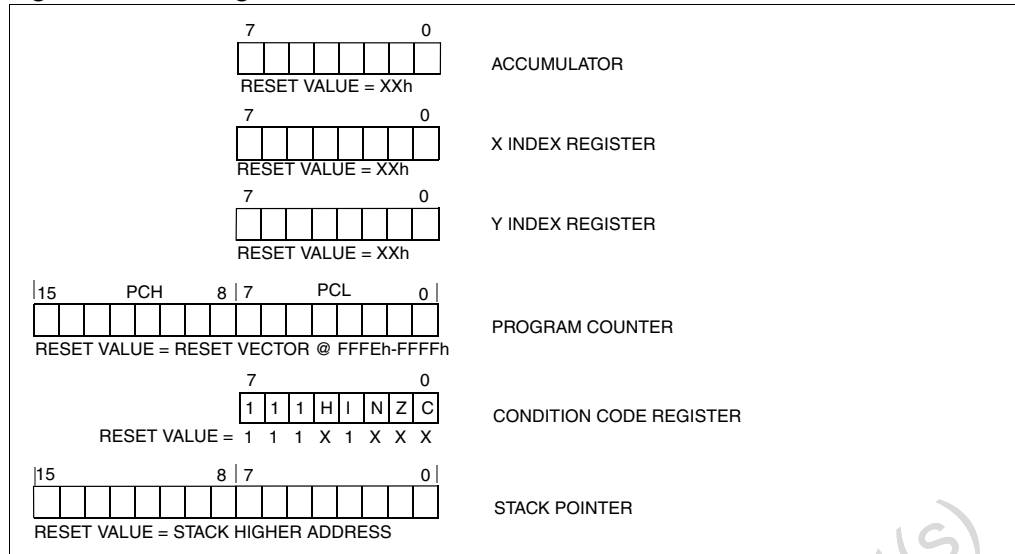 7 0
ACCUMULATOR
RESET VALUE = XXh
7 0
X INDEX REGISTER
RESET VALUE = XXh
7 0
Y INDEX REGISTER
RESET VALUE = XXh
15 PCH 8 7 PCL 0
PROGRAM COUNTER
RESET VALUE = RESET VECTOR @ FFFEh-FFFFh
7 0
1 1 1 H I N Z C
CONDITION CODE REGISTER
RESET VALUE = 1 1 1 X 1 X X X
15 8 7 0
STACK POINTER
RESET VALUE = STACK HIGHER ADDRESS